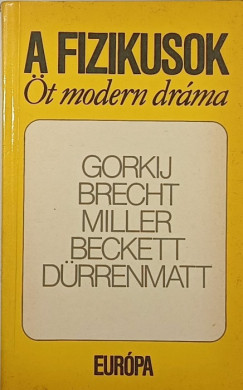 A FIZIKUSOK
Öt modern dráma
GORKIJ
BRECHT
MILLER
BECKETT
DÜRRENMATT
EURÓPA